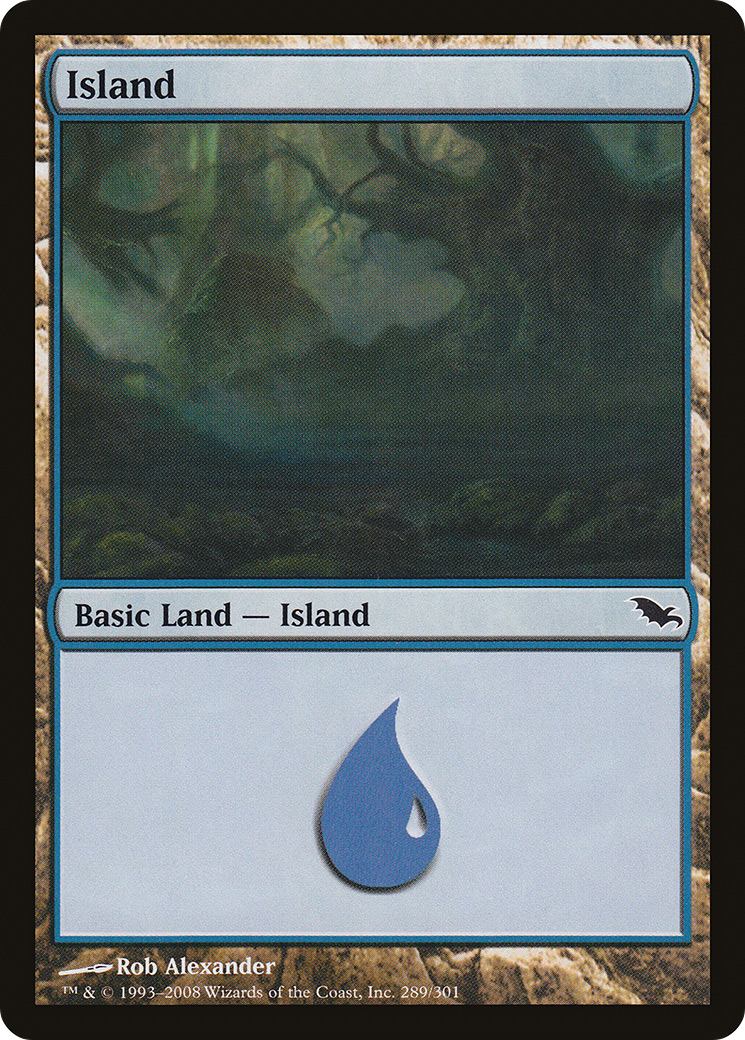 Island
Basic Land — Island
Rob Alexander
™ & © 1993–2008 Wizards of the Coast, Inc. 289/301